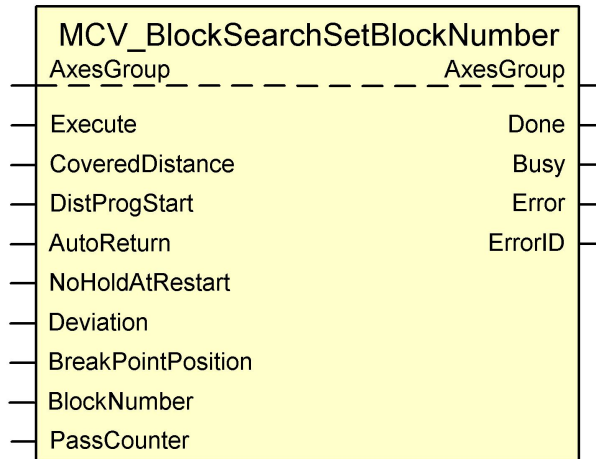 MCV_BlockSearchSetBlockNumber
AxesGroup AxesGroup
Execute Done
CoveredDistance Busy
DistProgStart Error
AutoReturn ErrorID
NoHoldAtRestart
Deviation
BreakPointPosition
BlockNumber
PassCounter